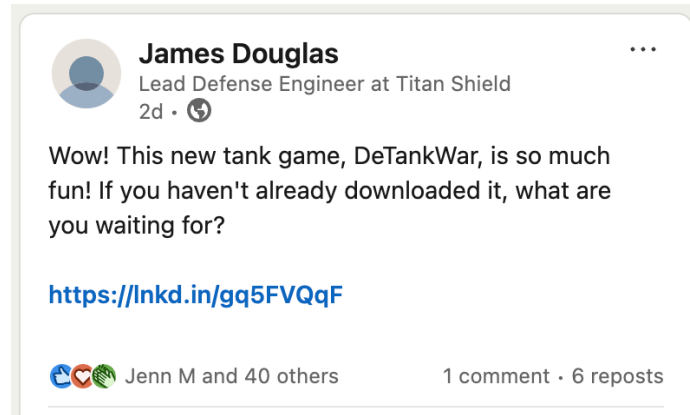 James Douglas
Lead Defense Engineer at Titan Shield
2d •
Wow! This new tank game, DeTankWar, is so much
fun! If you haven't already downloaded it, what are
you waiting for?
https://lnkd.in/gq5FVQqF
Jenn M and 40 others 1 comment • 6 reposts